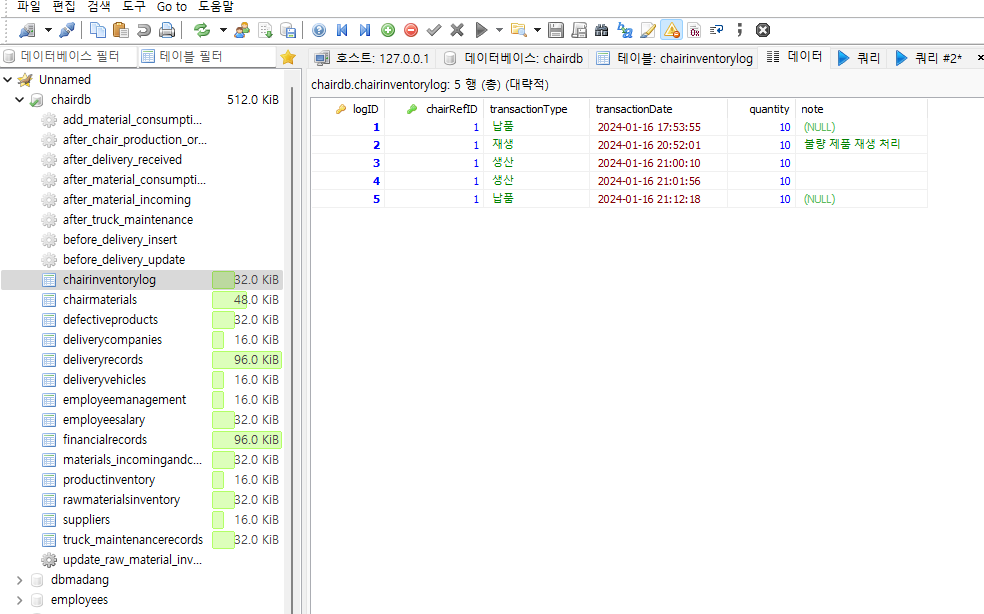 파일 편집 검색 도구 Go to 도움말
데이터베이스 필터 테이블 필터
호스트: 127.0.0.1 데이터베이스: chairdb 테이블: chairinventorylog 데이터 쿼리 쿼리 #2*
Unnamed
chairdb 512.0 KiB
add_material_consumpti...
after_chair_production_or...
after_delivery_received
after_material_consumpti...
after_material_incoming
after_truck_maintenance
before_delivery_insert
before_delivery_update
chairinventorylog 32.0 KiB
chairmaterials 48.0 KiB
defectiveproducts 32.0 KiB
deliverycompanies 16.0 KiB
deliveryrecords 96.0 KiB
deliveryvehicles 16.0 KiB
employeemanagement 16.0 KiB
employeesalary 32.0 KiB
financialrecords 96.0 KiB
materials_incomingandc... 32.0 KiB
productinventory 16.0 KiB
rawmaterialsinventory 32.0 KiB
suppliers 16.0 KiB
truck_maintenancerecords 32.0 KiB
update_raw_material_inv...
dbmadang
employees
chairdb.chairinventorylog: 5 행 (총) (대략적)
logID chairRefID transactionType transactionDate quantity note
1 1 납품 2024-01-16 17:53:55 10 (NULL)
2 1 재생 2024-01-16 20:52:01 10 불량 제품 재생 처리
3 1 생산 2024-01-16 21:00:10 10
4 1 생산 2024-01-16 21:01:56 10
5 1 납품 2024-01-16 21:12:18 10 (NULL)